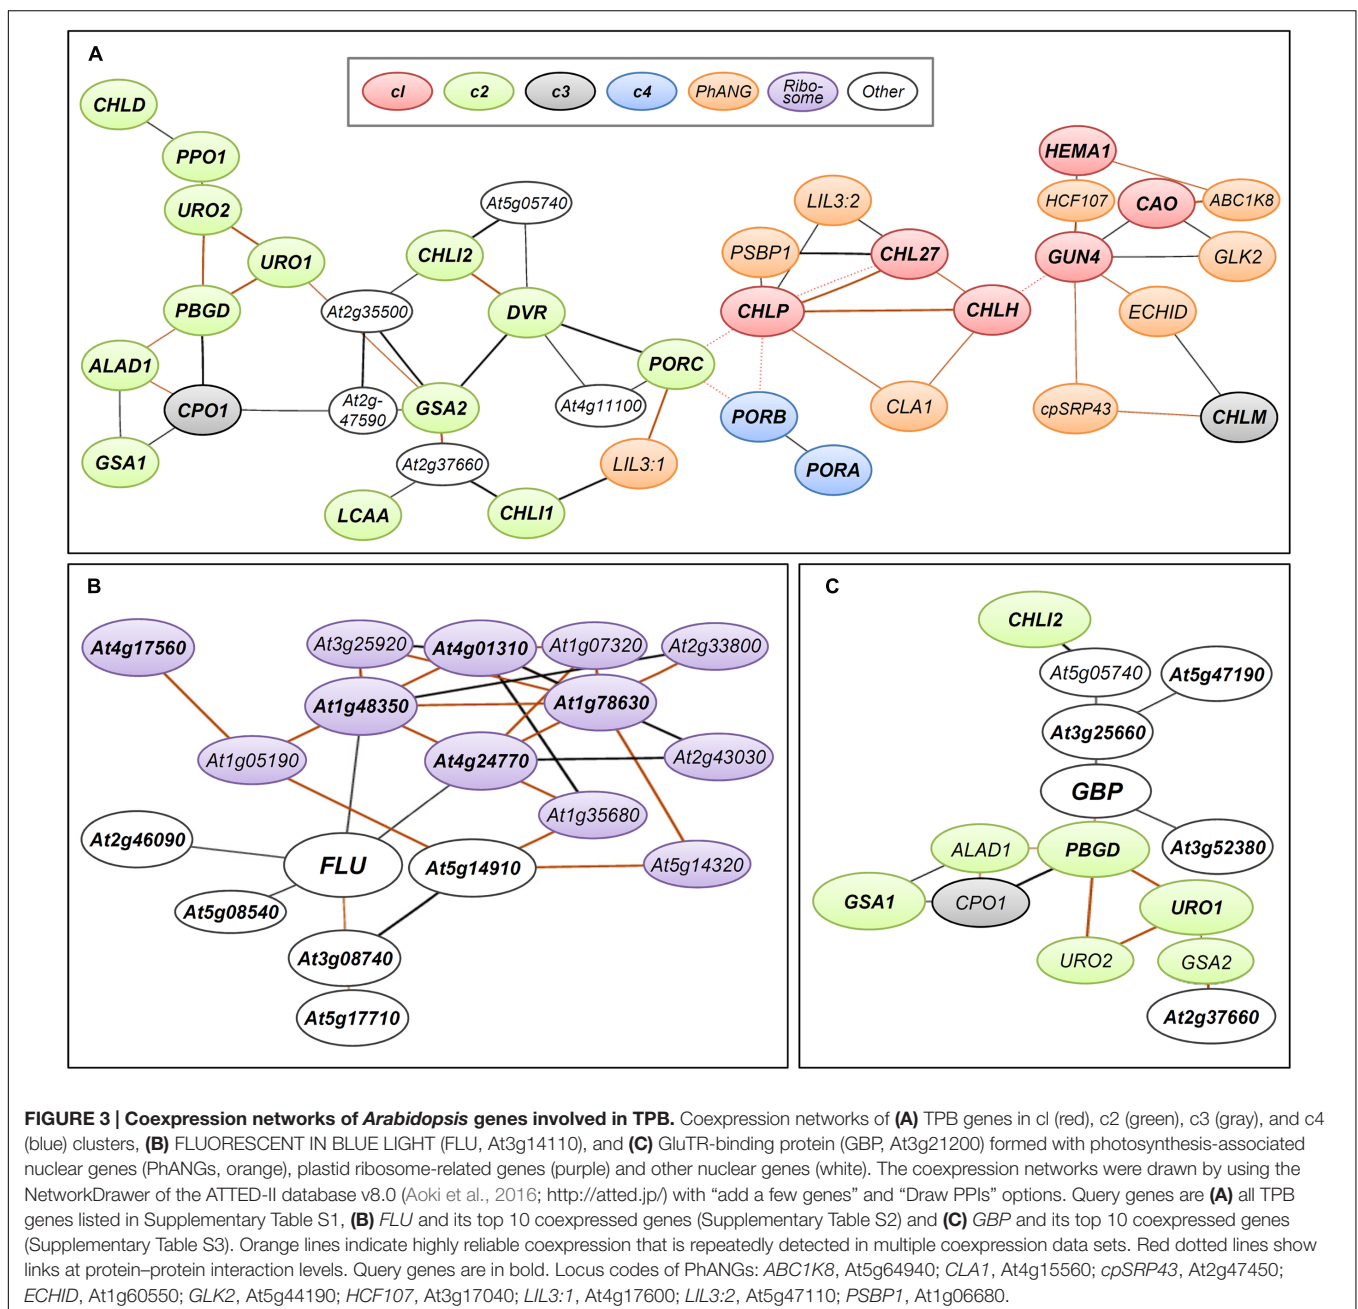 A
cl
c2
c3
c4
PhANG
Ribo-
some
Other
CHLD
PPO1
URO2
URO1
PBGD
ALAD1
CPO1
GSA1
At2g35500
At2g-
47590
CHLI2
At5g05740
DVR
GSA2
At2g37660
LCAA
CHLI1
At4g11100
PORC
LIL3:1
PORB
PORA
LIL3:2
PSBP1
CHL27
CHLP
CHLH
CLA1
HEMA1
HCF107
CAO
ABC1K8
GUN4
GLK2
ECHID
cpSRP43
CHLM
B
At4g17560
At3g25920
At4g01310
At1g07320
At2g33800
At1g48350
At1g78630
At1g05190
At4g24770
At2g43030
At1g35680
At2g46090
FLU
At5g14910
At5g14320
At5g08540
At3g08740
At5g17710
C
CHLI2
At5g05740
At5g47190
At3g25660
GBP
At3g52380
ALAD1
PBGD
GSA1
CPO1
URO1
URO2
GSA2
At2g37660
FIGURE 3 | Coexpression networks of Arabidopsis genes involved in TPB. Coexpression networks of (A) TPB genes in cl (red), c2 (green), c3 (gray), and c4
(blue) clusters, (B) FLUORESCENT IN BLUE LIGHT (FLU, At3g14110), and (C) GluTR-binding protein (GBP, At3g21200) formed with photosynthesis-associated
nuclear genes (PhANGs, orange), plastid ribosome-related genes (purple) and other nuclear genes (white). The coexpression networks were drawn by using the
NetworkDrawer of the ATTED-II database v8.0 (Aoki et al., 2016; http://atted.jp/) with “add a few genes” and “Draw PPIs” options. Query genes are (A) all TPB
genes listed in Supplementary Table S1, (B) FLU and its top 10 coexpressed genes (Supplementary Table S2) and (C) GBP and its top 10 coexpressed genes
(Supplementary Table S3). Orange lines indicate highly reliable coexpression that is repeatedly detected in multiple coexpression data sets. Red dotted lines show
links at protein–protein interaction levels. Query genes are in bold. Locus codes of PhANGs: ABC1K8, At5g64940; CLA1, At4g15560; cpSRP43, At2g47450;
ECHID, At1g60550; GLK2, At5g44190; HCF107, At3g17040; LIL3:1, At4g17600; LIL3:2, At5g47110; PSBP1, At1g06680.